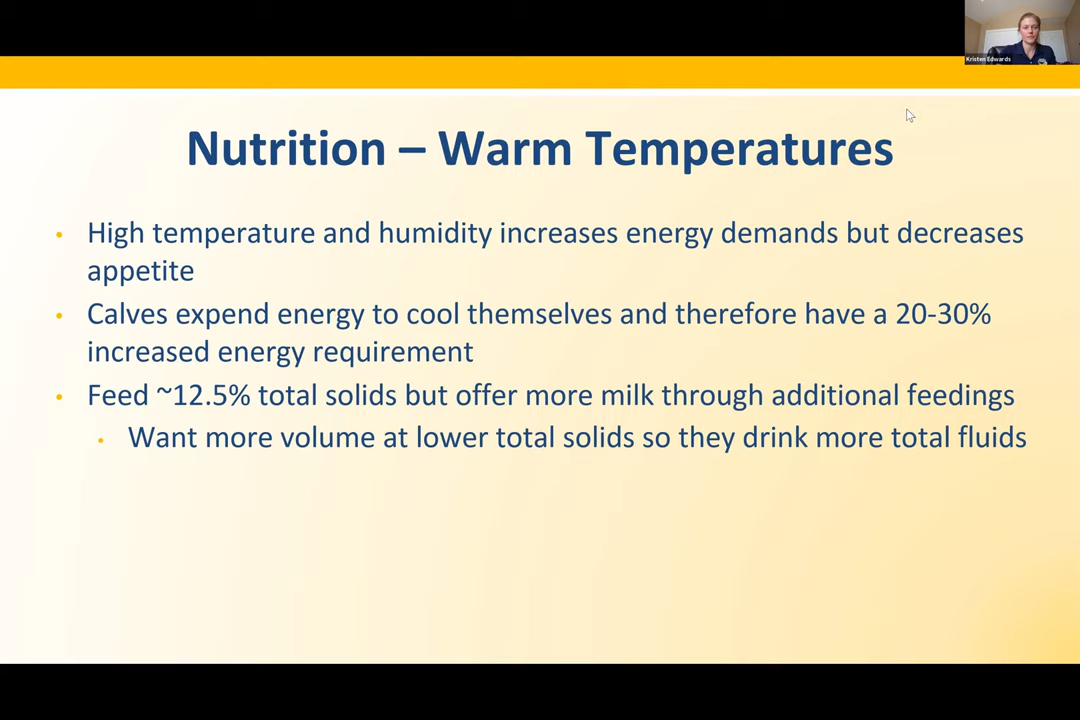 Kristen Edwards
Nutrition – Warm Temperatures
• High temperature and humidity increases energy demands but decreases
appetite
• Calves expend energy to cool themselves and therefore have a 20-30%
increased energy requirement
• Feed ~12.5% total solids but offer more milk through additional feedings
• Want more volume at lower total solids so they drink more total fluids